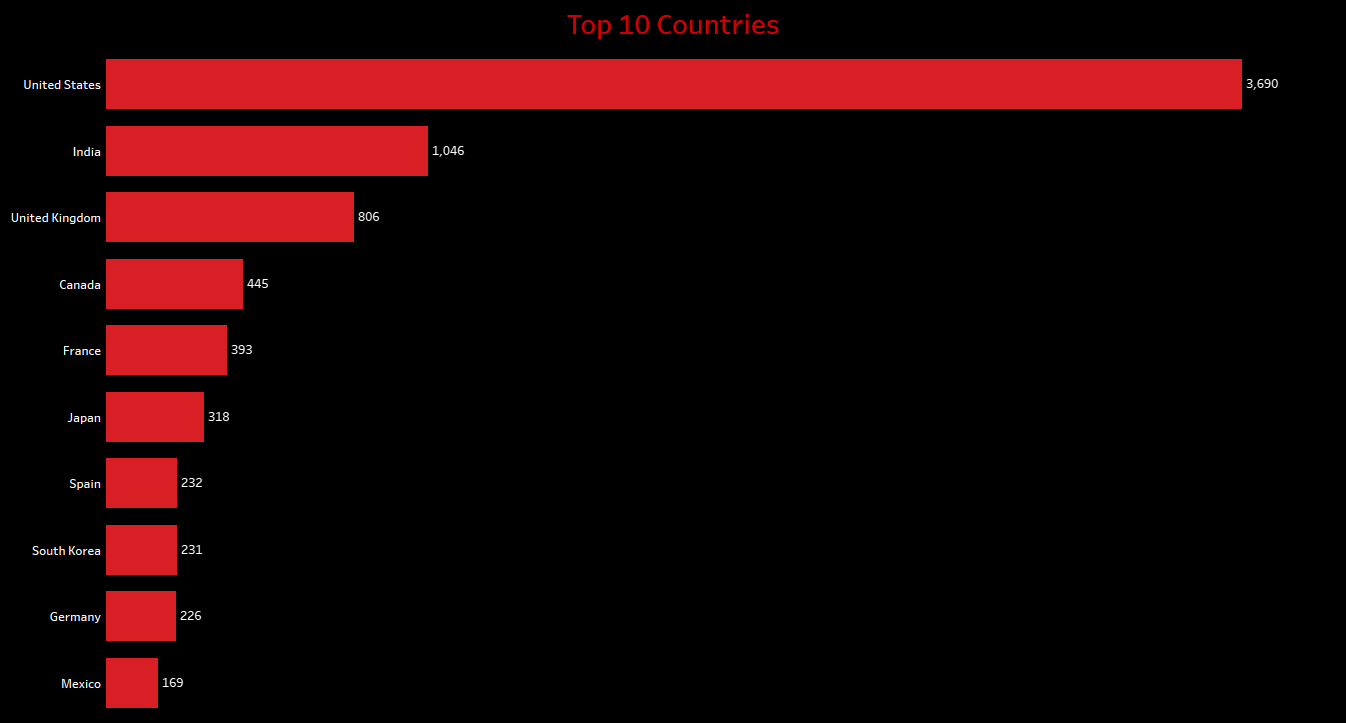 Top 10 Countries
United States 3,690
India 1,046
United Kingdom 806
Canada 445
France 393
Japan 318
Spain 232
South Korea 231
Germany 226
Mexico 169